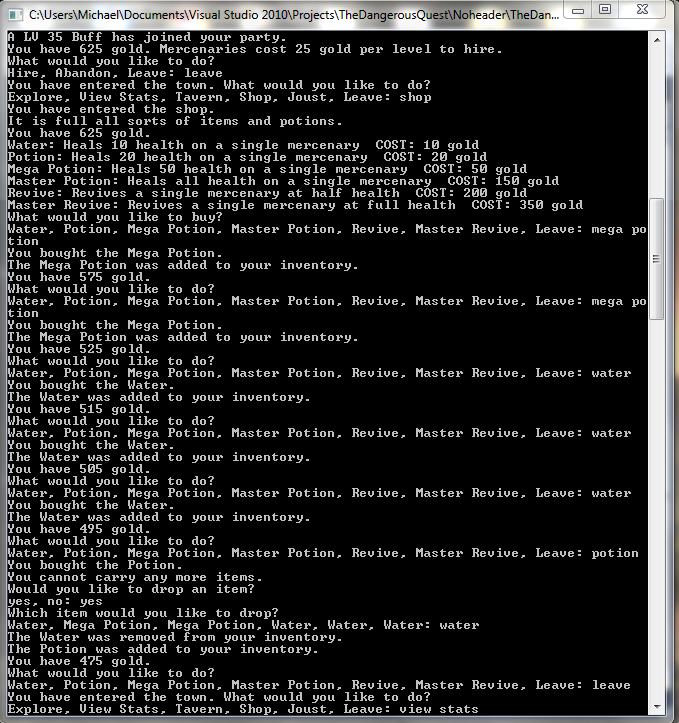 C:\Users\Michael\Documents\Visual Studio 2010\Projects\TheDangerousQuest\Noheader\TheDan...
A LV 35 Buff has joined your party.
You have 625 gold. Mercenaries cost 25 gold per level to hire.
What would you like to do?
Hire, Abandon, Leave: leave
You have entered the town. What would you like to do?
Explore, View Stats, Tavern, Shop, Joust, Leave: shop
You have entered the shop.
It is full all sorts of items and potions.
You have 625 gold.
Water: Heals 10 health on a single mercenary  COST: 10 gold
Potion: Heals 20 health on a single mercenary  COST: 20 gold
Mega Potion: Heals 50 health on a single mercenary  COST: 50 gold
Master Potion: Heals all health on a single mercenary  COST: 150 gold
Revive: Revives a single mercenary at half health  COST: 200 gold
Master Revive: Revives a single mercenary at full health  COST: 350 gold
What would you like to buy?
Water, Potion, Mega Potion, Master Potion, Revive, Master Revive, Leave: mega po
tion
You bought the Mega Potion.
The Mega Potion was added to your inventory.
You have 575 gold.
What would you like to do?
Water, Potion, Mega Potion, Master Potion, Revive, Master Revive, Leave: mega po
tion
You bought the Mega Potion.
The Mega Potion was added to your inventory.
You have 525 gold.
What would you like to do?
Water, Potion, Mega Potion, Master Potion, Revive, Master Revive, Leave: water
You bought the Water.
The Water was added to your inventory.
You have 515 gold.
What would you like to do?
Water, Potion, Mega Potion, Master Potion, Revive, Master Revive, Leave: water
You bought the Water.
The Water was added to your inventory.
You have 505 gold.
What would you like to do?
Water, Potion, Mega Potion, Master Potion, Revive, Master Revive, Leave: water
You bought the Water.
The Water was added to your inventory.
You have 495 gold.
What would you like to do?
Water, Potion, Mega Potion, Master Potion, Revive, Master Revive, Leave: potion
You bought the Potion.
You cannot carry any more items.
Would you like to drop an item?
yes, no: yes
Which item would you like to drop?
Water, Mega Potion, Mega Potion, Water, Water, Water: water
The Water was removed from your inventory.
The Potion was added to your inventory.
You have 475 gold.
What would you like to do?
Water, Potion, Mega Potion, Master Potion, Revive, Master Revive, Leave: leave
You have entered the town. What would you like to do?
Explore, View Stats, Tavern, Shop, Joust, Leave: view stats